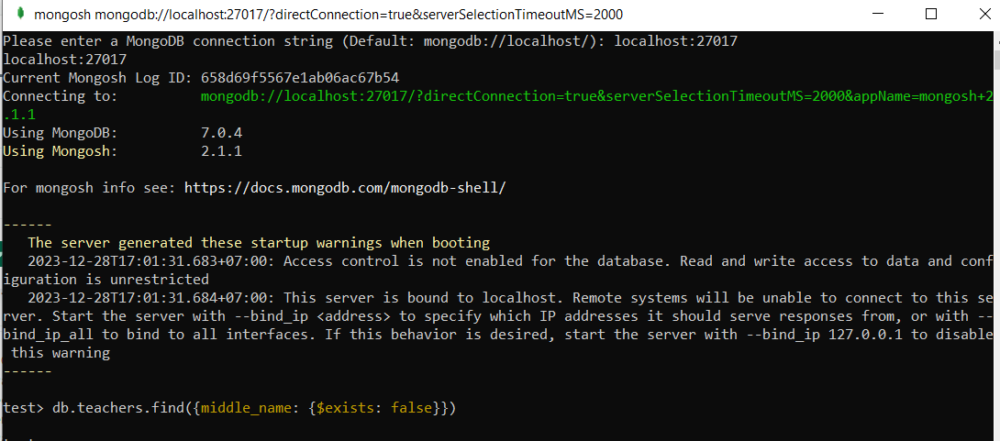 mongosh mongodb://localhost:27017/?directConnection=true&serverSelectionTimeoutMS=2000
Please enter a MongoDB connection string (Default: mongodb://localhost/): localhost:27017
localhost:27017
Current Mongosh Log ID: 658d69f5567e1ab06ac67b54
Connecting to:          mongodb://localhost:27017/?directConnection=true&serverSelectionTimeoutMS=2000&appName=mongosh+2
.1.1
Using MongoDB:          7.0.4
Using Mongosh:          2.1.1
For mongosh info see: https://docs.mongodb.com/mongodb-shell/
------
   The server generated these startup warnings when booting
   2023-12-28T17:01:31.683+07:00: Access control is not enabled for the database. Read and write access to data and conf
iguration is unrestricted
   2023-12-28T17:01:31.684+07:00: This server is bound to localhost. Remote systems will be unable to connect to this se
rver. Start the server with --bind_ip <address> to specify which IP addresses it should serve responses from, or with --
bind_ip_all to bind to all interfaces. If this behavior is desired, start the server with --bind_ip 127.0.0.1 to disable
 this warning
------
test> db.teachers.find({middle_name: {$exists: false}})